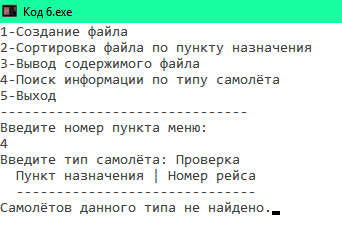 Код 6.exe
1-Создание файла
2-Сортировка файла по пункту назначения
3-Вывод содержимого файла
4-Поиск информации по типу самолёта
5-Выход
-------------------------------
Введите номер пункта меню:
4
Введите тип самолёта: Проверка
  Пункт назначения | Номер рейса
  ------------------------------
Самолётов данного типа не найдено.